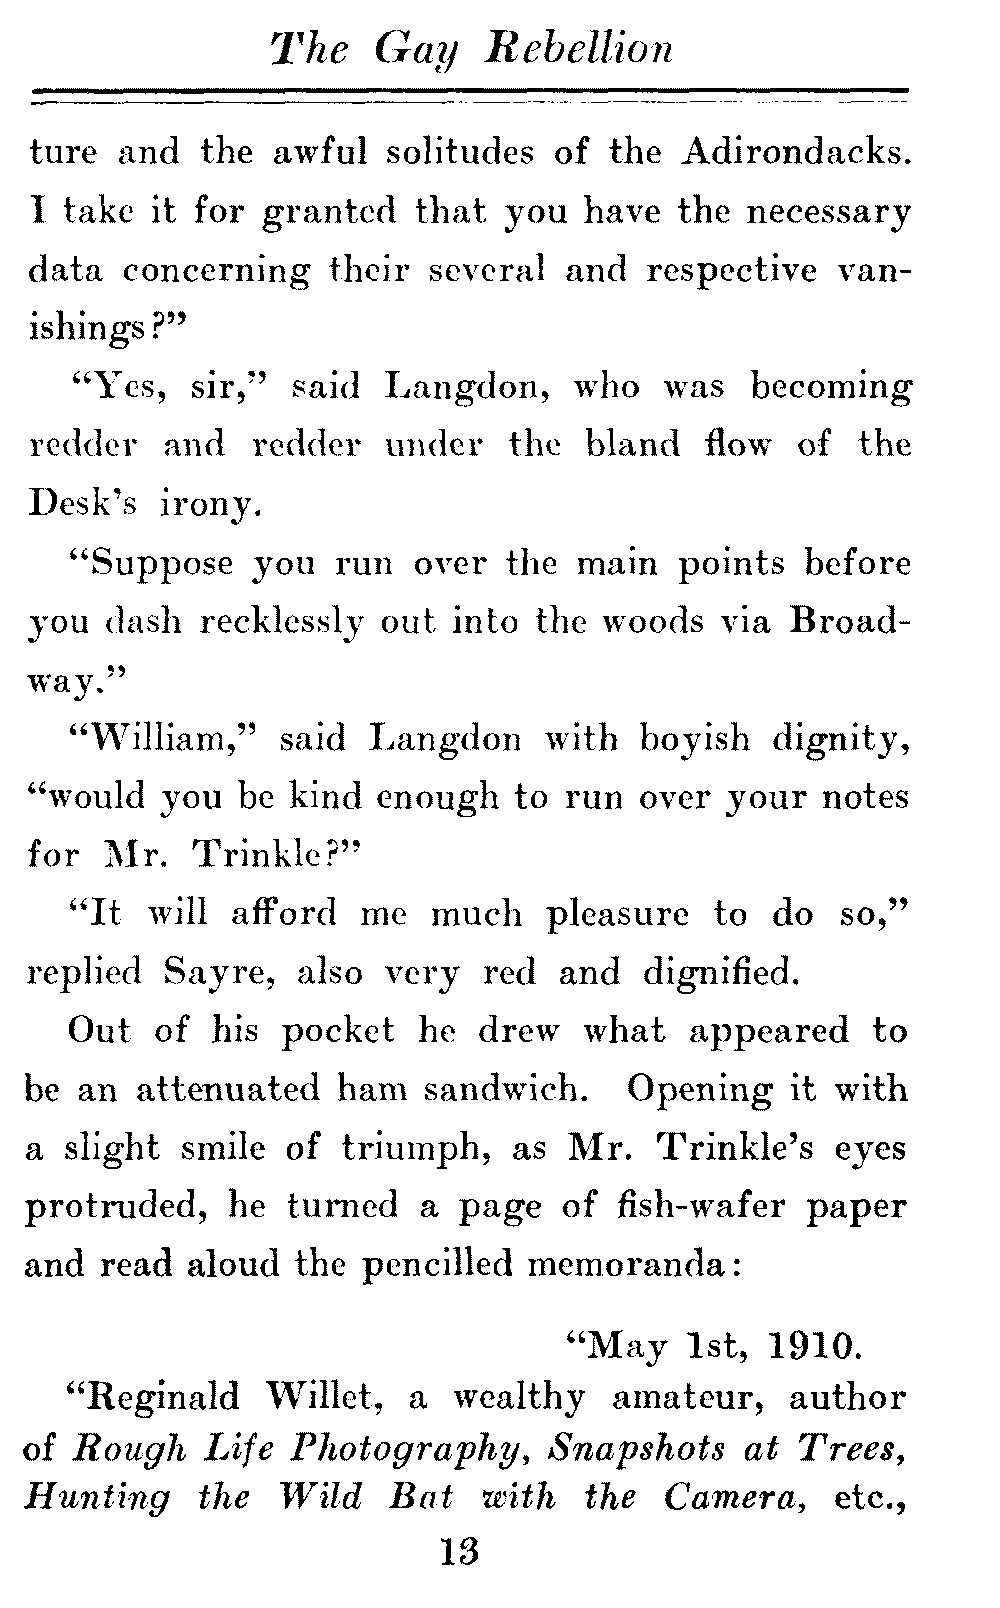 The Gay Rebellion
ture and the awful solitudes of the Adirondacks.
I take it for granted that you have the necessary
data concerning their several and respective van-
ishings?”
“Yes, sir,” said Langdon, who was becoming
redder and redder under the bland flow of the
Desk’s irony.
“Suppose you run over the main points before
you dash recklessly out into the woods via Broad-
way.”
“William,” said Langdon with boyish dignity,
“would you be kind enough to run over your notes
for Mr. Trinkle?”
“It will afford me much pleasure to do so,”
replied Sayre, also very red and dignified.
Out of his pocket he drew what appeared to
be an attenuated ham sandwich. Opening it with
a slight smile of triumph, as Mr. Trinkle’s eyes
protruded, he turned a page of fish-wafer paper
and read aloud the pencilled memoranda:
“May 1st, 1910.
“Reginald Willet, a wealthy amateur, author
of Rough Life Photography, Snapshots at Trees,
Hunting the Wild Bat with the Camera, etc.,
13